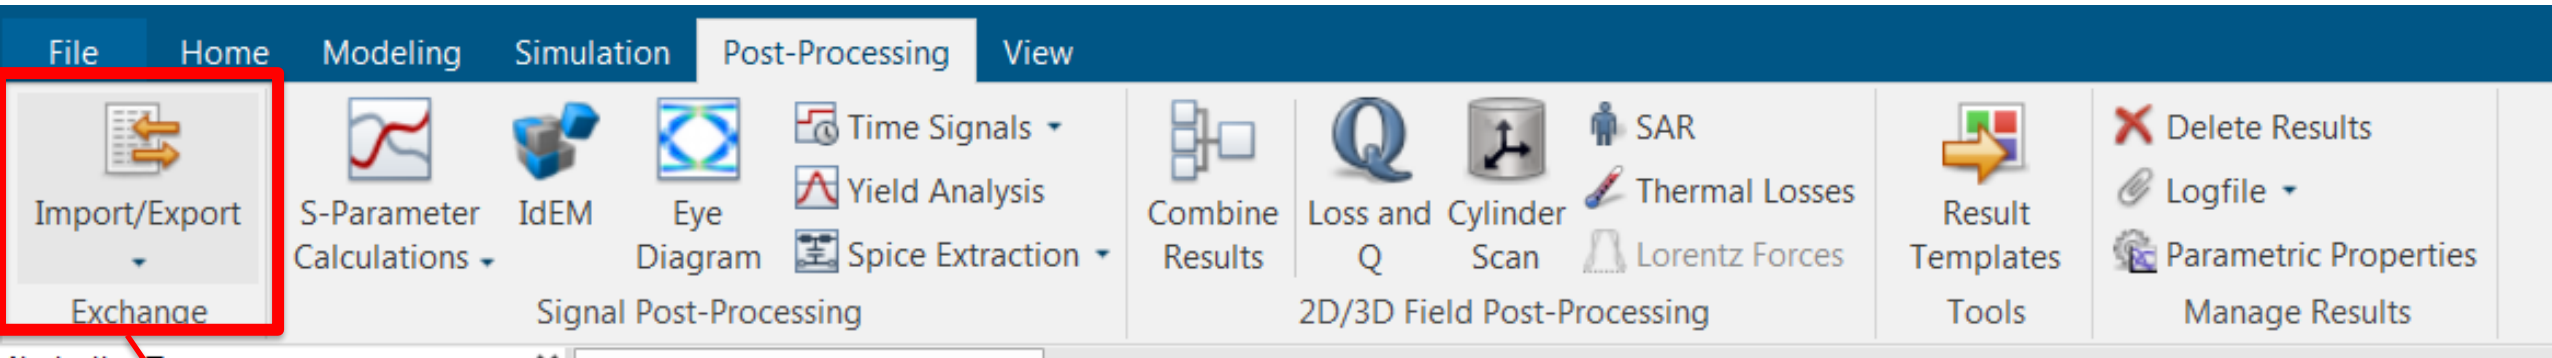 File Home Modeling Simulation Post-Processing View
Import/Export
Exchange
S-Parameter
Calculations
IdEM
Eye
Diagram
Time Signals
Yield Analysis
Spice Extraction
Signal Post-Processing
Combine
Results
Loss and
Q
Cylinder
Scan
SAR
Thermal Losses
Lorentz Forces
2D/3D Field Post-Processing
Result
Templates
Tools
Delete Results
Logfile
Parametric Properties
Manage Results